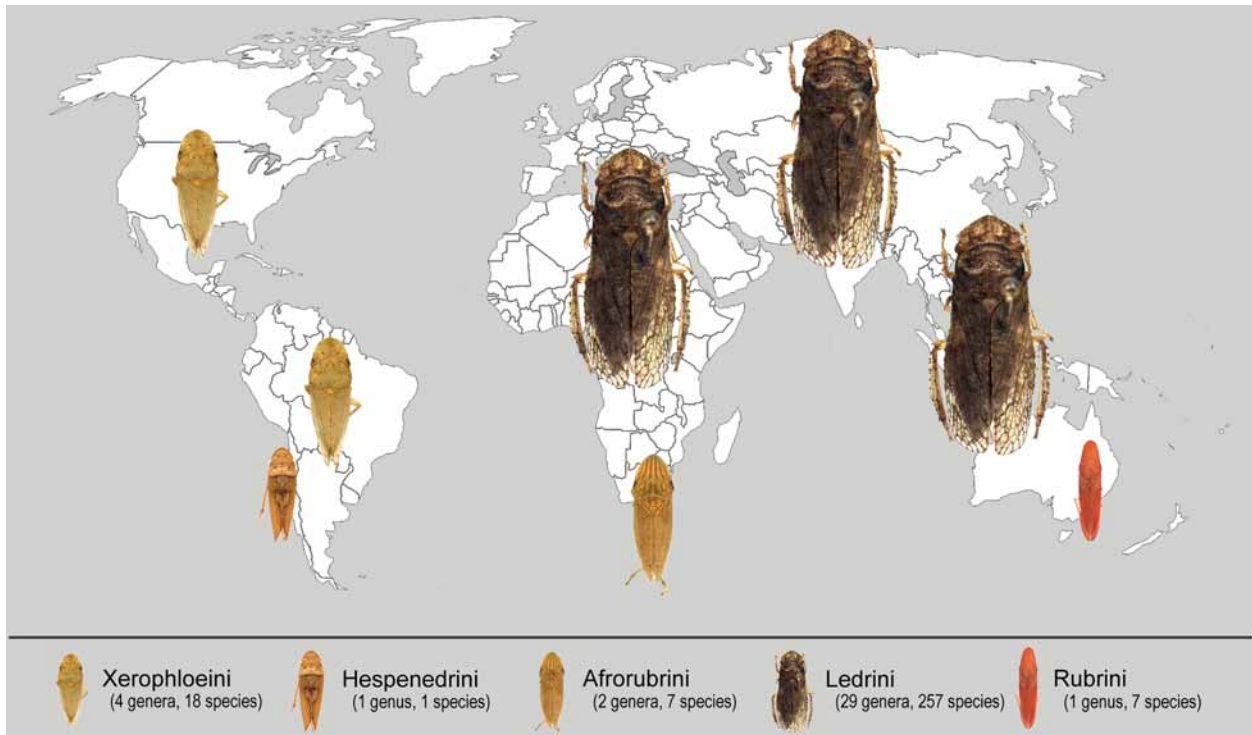 Xerophloeini
(4 genera, 18 species)
Hespenedrini
(1 genus, 1 species)
Afrorubrini
(2 genera, 7 species)
Ledrini
(29 genera, 257 species)
Rubrini
(1 genus, 7 species)